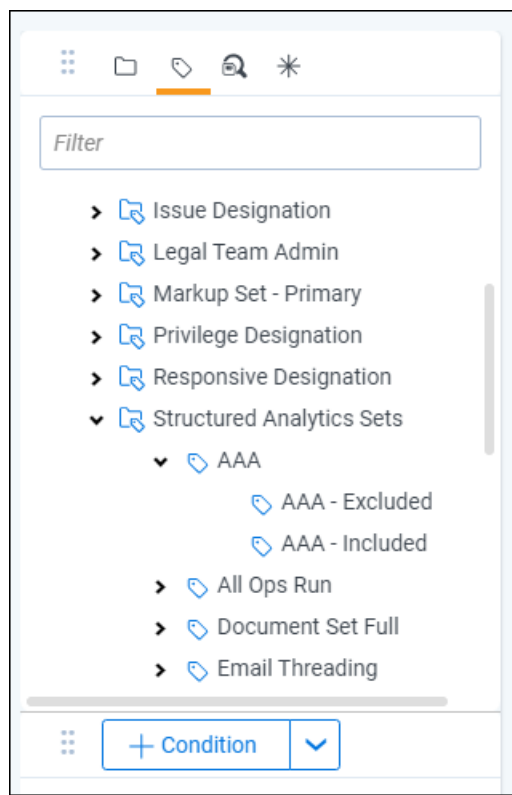 Filter
Issue Designation
Legal Team Admin
Markup Set - Primary
Privilege Designation
Responsive Designation
Structured Analytics Sets
AAA
AAA - Excluded
AAA - Included
All Ops Run
Document Set Full
Email Threading
Condition